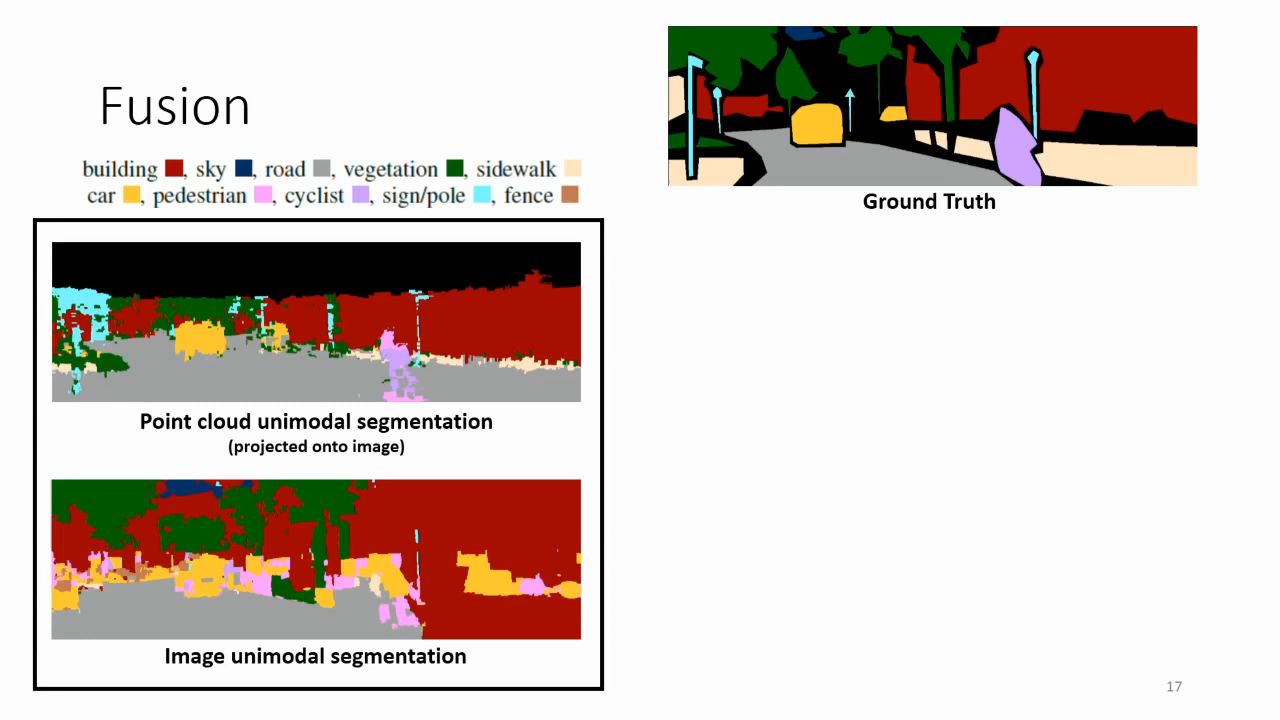 Fusion
building , sky , road , vegetation , sidewalk
car , pedestrian , cyclist , sign/pole , fence
Ground Truth
Point cloud unimodal segmentation
(projected onto image)
Image unimodal segmentation
17